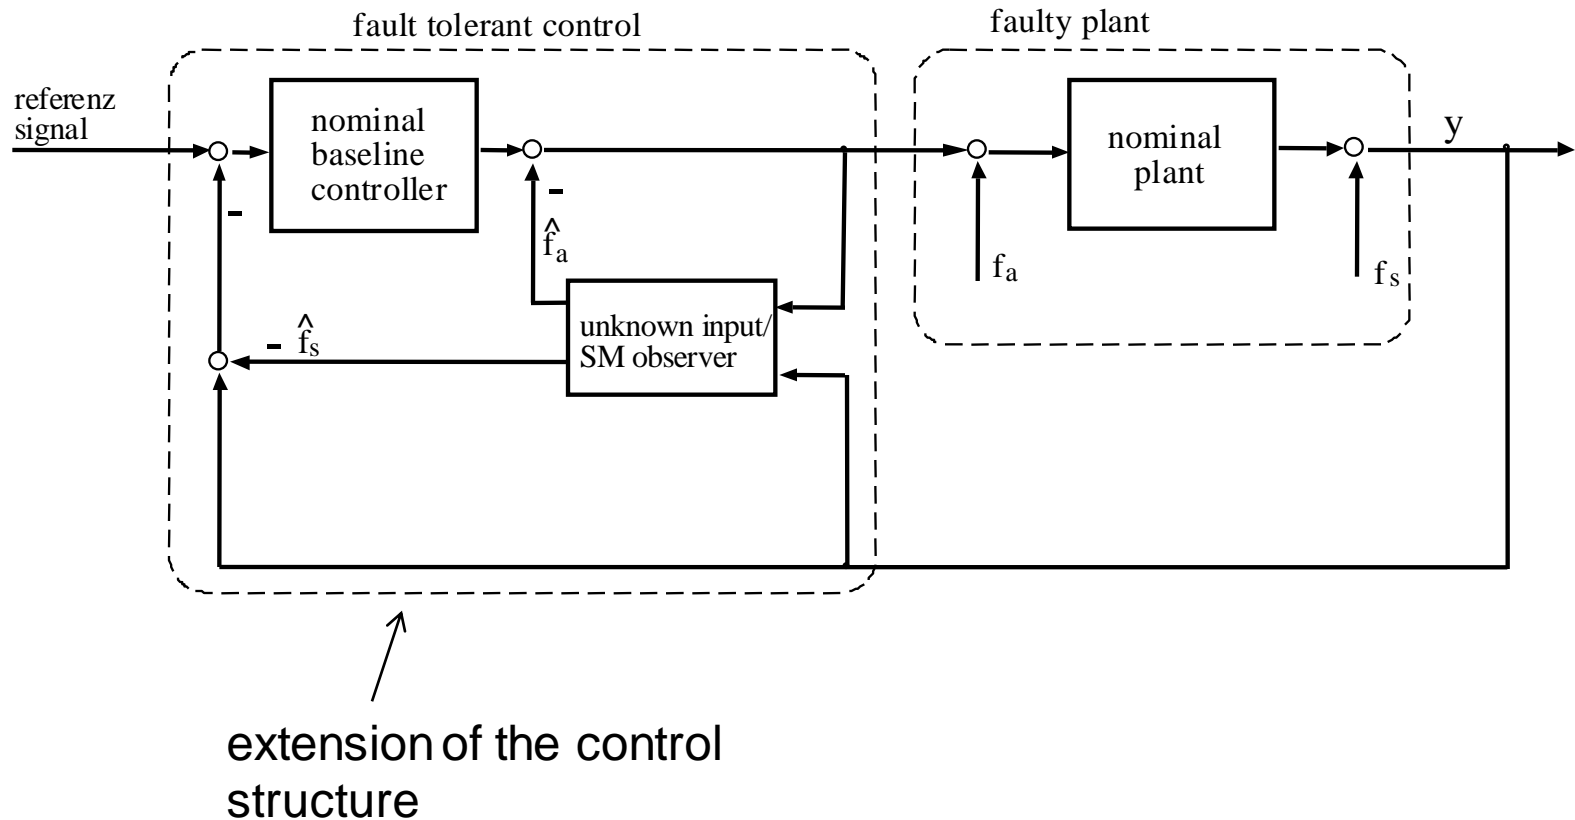 fault tolerant control
faulty plant
referenz
signal
nominal
baseline
controller
nominal
plant
y
-
-
f̂a
fa
fs
unknown input/
SM observer
- f̂s
extension of the control
structure